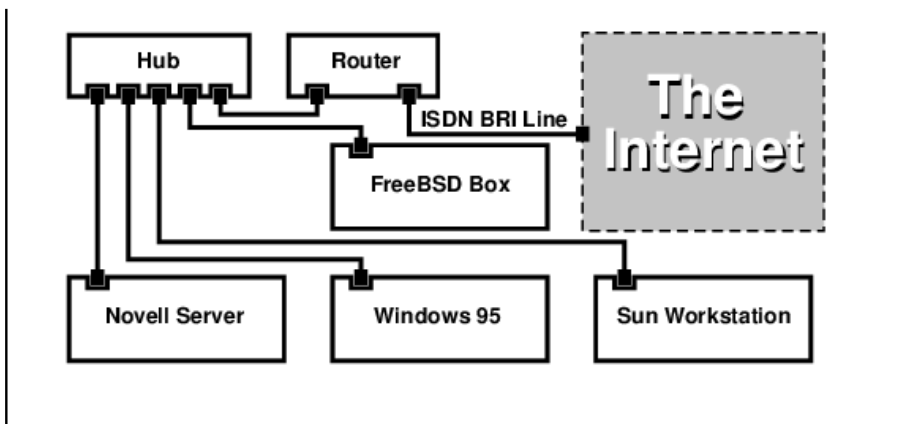 Hub
Router
The
Internet
ISDN BRI Line
FreeBSD Box
Novell Server
Windows 95
Sun Workstation